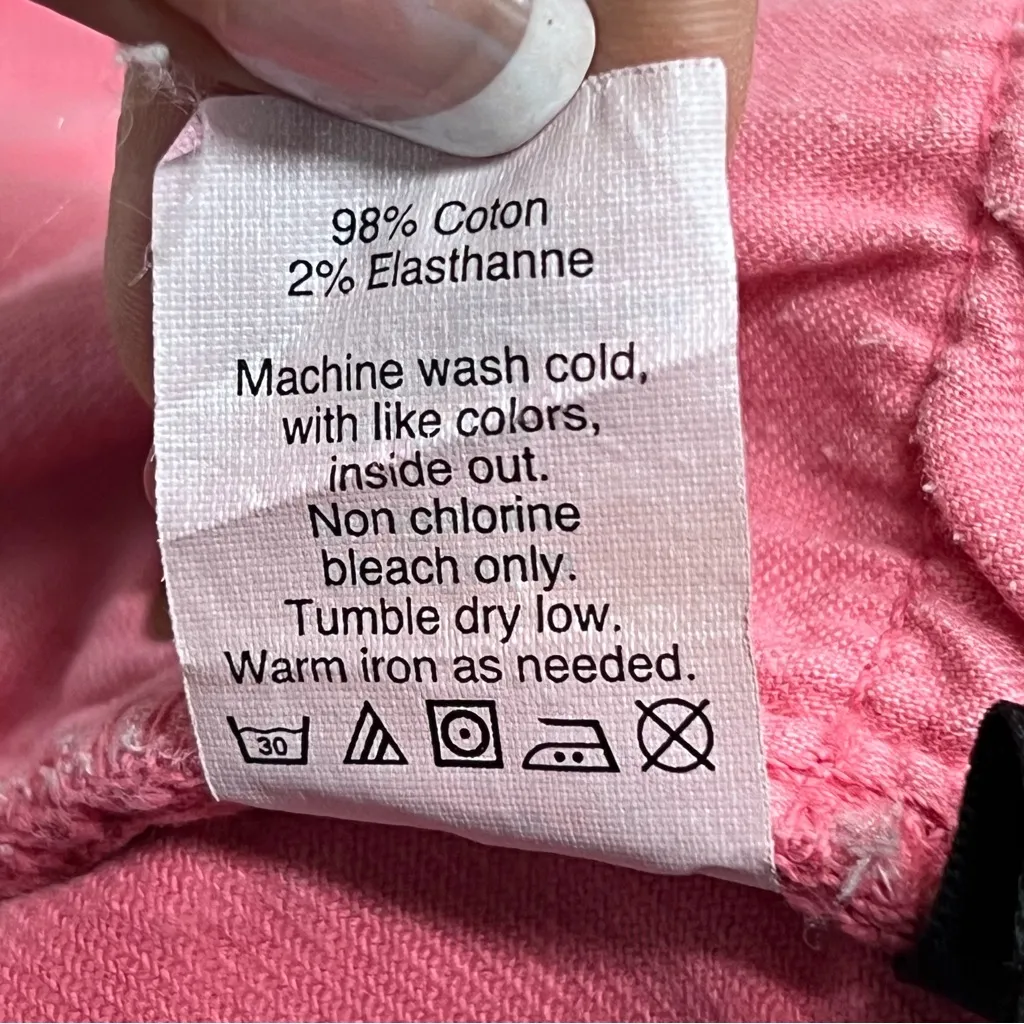 98% Coton
2% Elasthanne
Machine wash cold,
with like colors,
inside out.
Non chlorine
bleach only.
Tumble dry low.
Warm iron as needed.
30